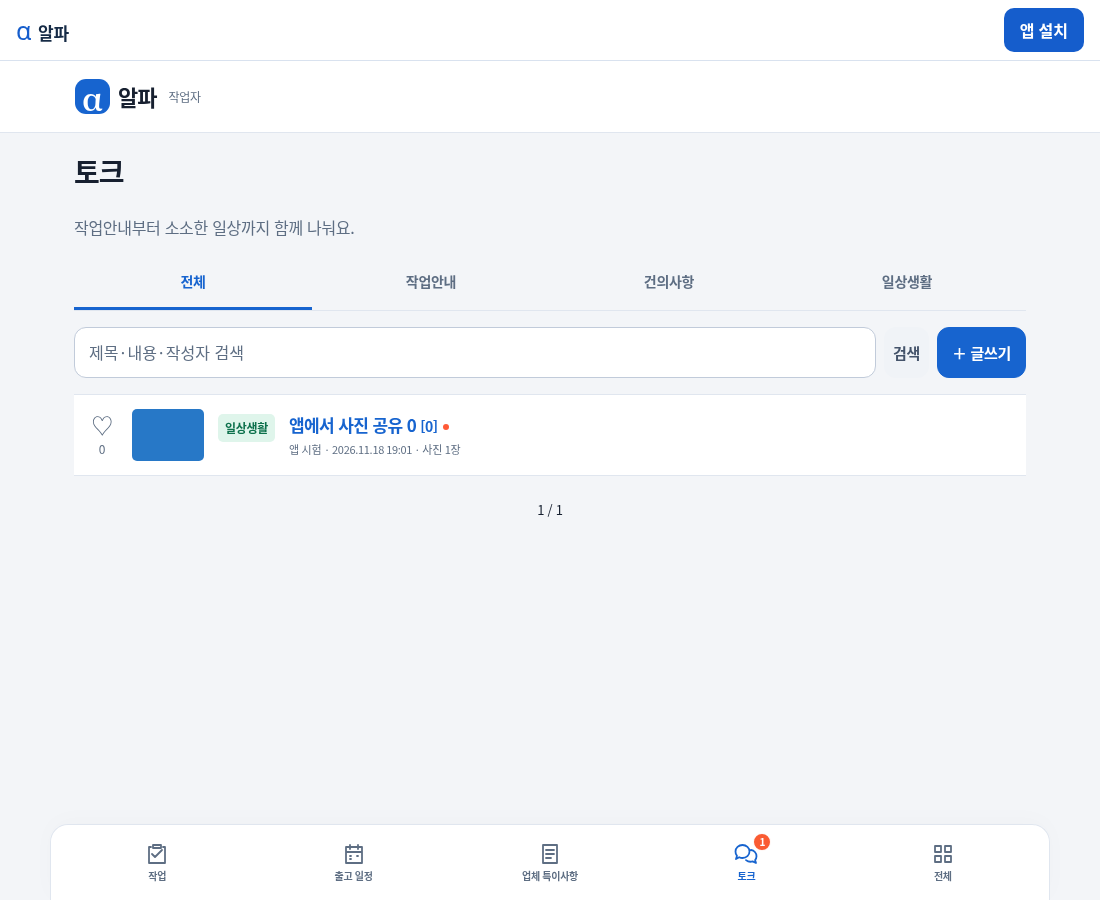 α 알파
앱 설치
α 알파 작업자
토크
작업안내부터 소소한 일상까지 함께 나눠요.
전체 작업안내 건의사항 일상생활
제목·내용·작성자 검색 검색 + 글쓰기
♡ 일상생활 앱에서 사진 공유 0 [0]
0 앱 시험 · 2026.11.18 19:01 · 사진 1장
1 / 1
1
작업 출고 일정 업체 특이사항 토크 전체